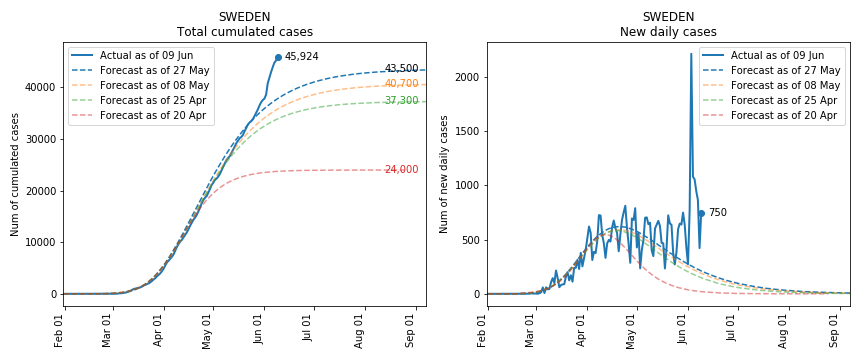 SWEDEN
Total cumulated cases
Num of cumulated cases
40000
30000
20000
10000
0
Actual as of 09 Jun
Forecast as of 27 May
Forecast as of 08 May
Forecast as of 25 Apr
Forecast as of 20 Apr
45,924
43,500
40,700
37,300
24,000
Feb 01
Mar 01
Apr 01
May 01
Jun 01
Jul 01
Aug 01
Sep 01
SWEDEN
New daily cases
Num of new daily cases
2000
1500
1000
500
0
Actual as of 09 Jun
Forecast as of 27 May
Forecast as of 08 May
Forecast as of 25 Apr
Forecast as of 20 Apr
750
Feb 01
Mar 01
Apr 01
May 01
Jun 01
Jul 01
Aug 01
Sep 01